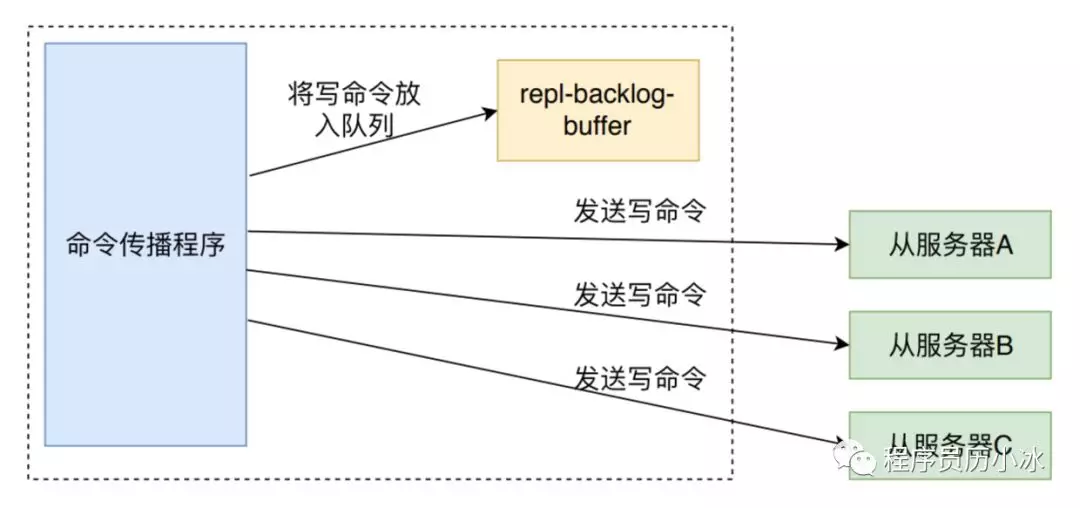 将写命令放
入队列
repl-backlog-
buffer
命令传播程序
发送写命令
从服务器A
发送写命令
从服务器B
发送写命令
从服务器C
程序员历小冰